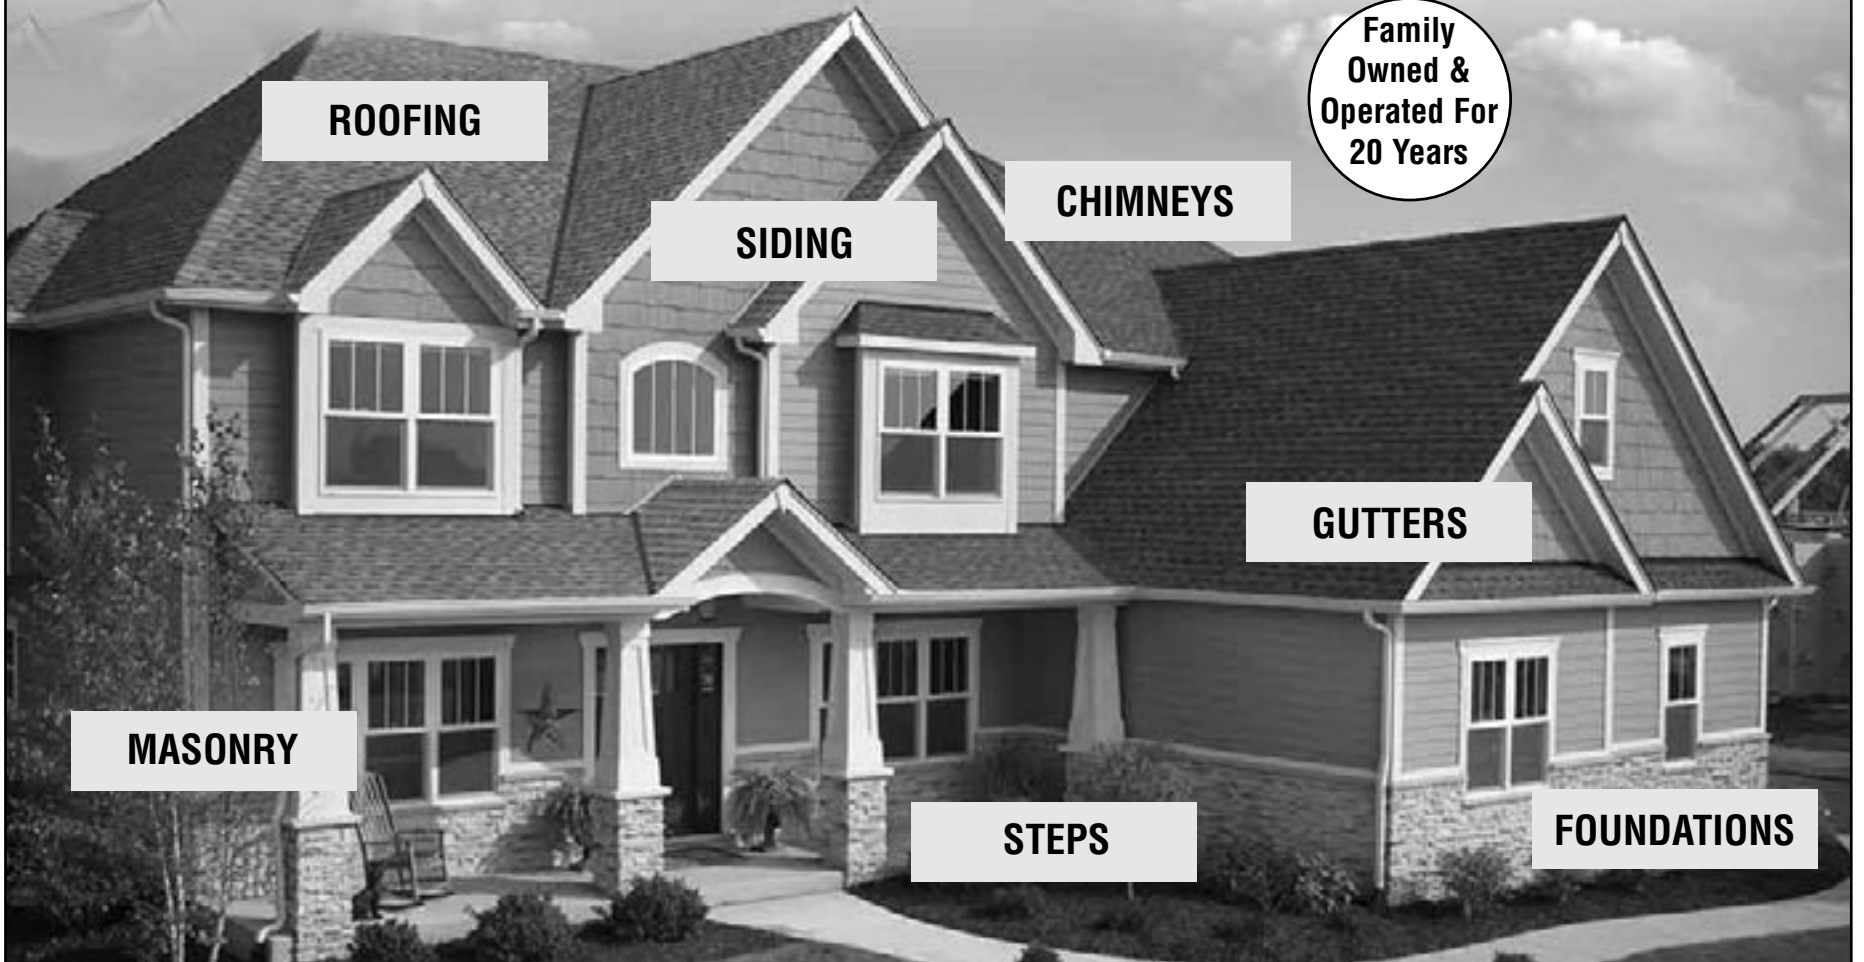 Family
Owned &
Operated For
20 Years
ROOFING
CHIMNEYS
SIDING
GUTTERS
MASONRY
STEPS
FOUNDATIONS